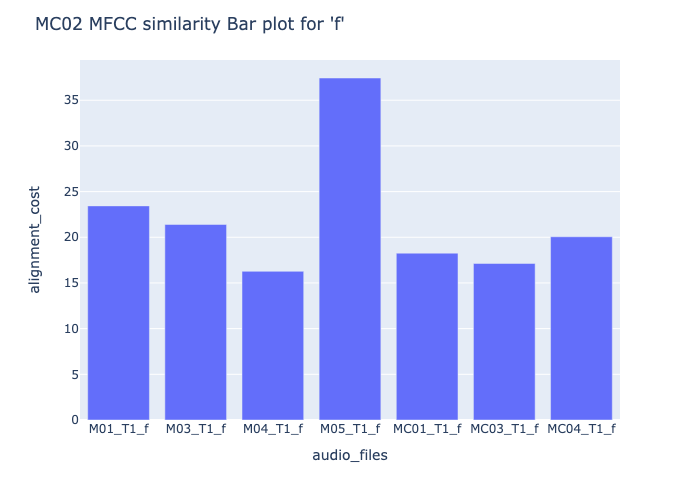 MC02 MFCC similarity Bar plot for 'f'
35
30
25
20
15
10
5
0
alignment_cost
M01_T1_f M03_T1_f M04_T1_f M05_T1_f MC01_T1_f MC03_T1_f MC04_T1_f
audio_files